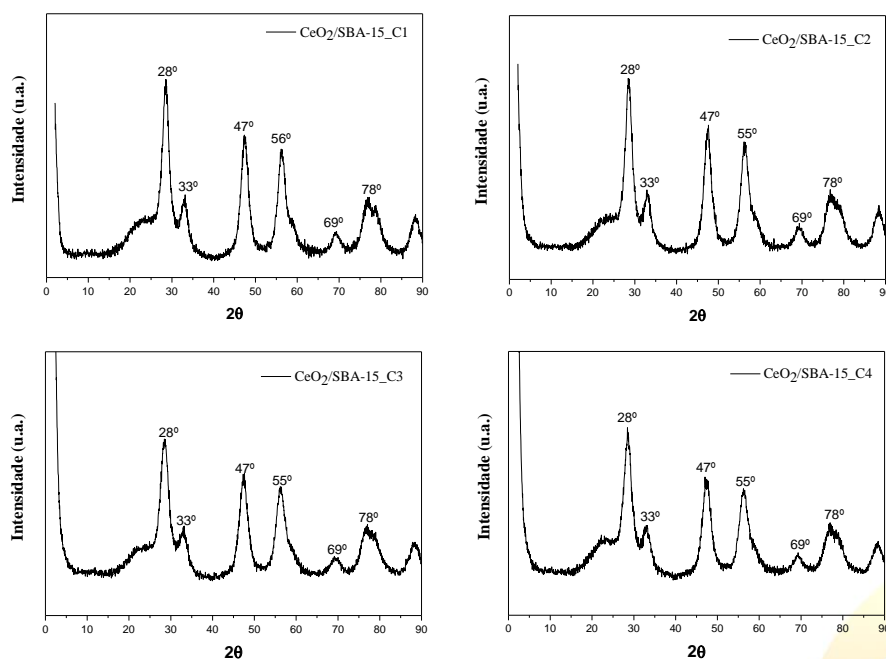 CeO2/SBA-15_C1
28º
47º
56º
33º
69º
78º
Intensidade (u.a.)
0 10 20 30 40 50 60 70 80 90
2θ
CeO2/SBA-15_C2
28º
47º
55º
33º
69º
78º
Intensidade (u.a.)
0 10 20 30 40 50 60 70 80 90
2θ
CeO2/SBA-15_C3
28º
47º
55º
33º
69º
78º
Intensidade (u.a.)
0 10 20 30 40 50 60 70 80 90
2θ
CeO2/SBA-15_C4
28º
47º
55º
33º
69º
78º
Intensidade (u.a.)
0 10 20 30 40 50 60 70 80 90
2θ